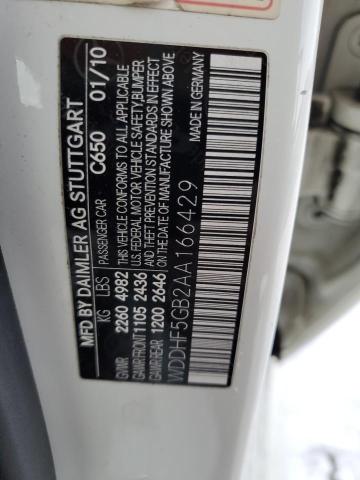 MFD BY DAIMLER AG STUTTGART
PASSENGER CAR C650 01/10
KG LBS
GVWR 2260 4982
GAWR FRONT 1105 2436
GAWR REAR 1200 2646
THIS VEHICLE CONFORMS TO ALL APPLICABLE
U.S. FEDERAL MOTOR VEHICLE SAFETY, BUMPER
AND THEFT PREVENTION STANDARDS IN EFFECT
ON THE DATE OF MANUFACTURE SHOWN ABOVE
WDDHF5GB2AA166429
MADE IN GERMANY